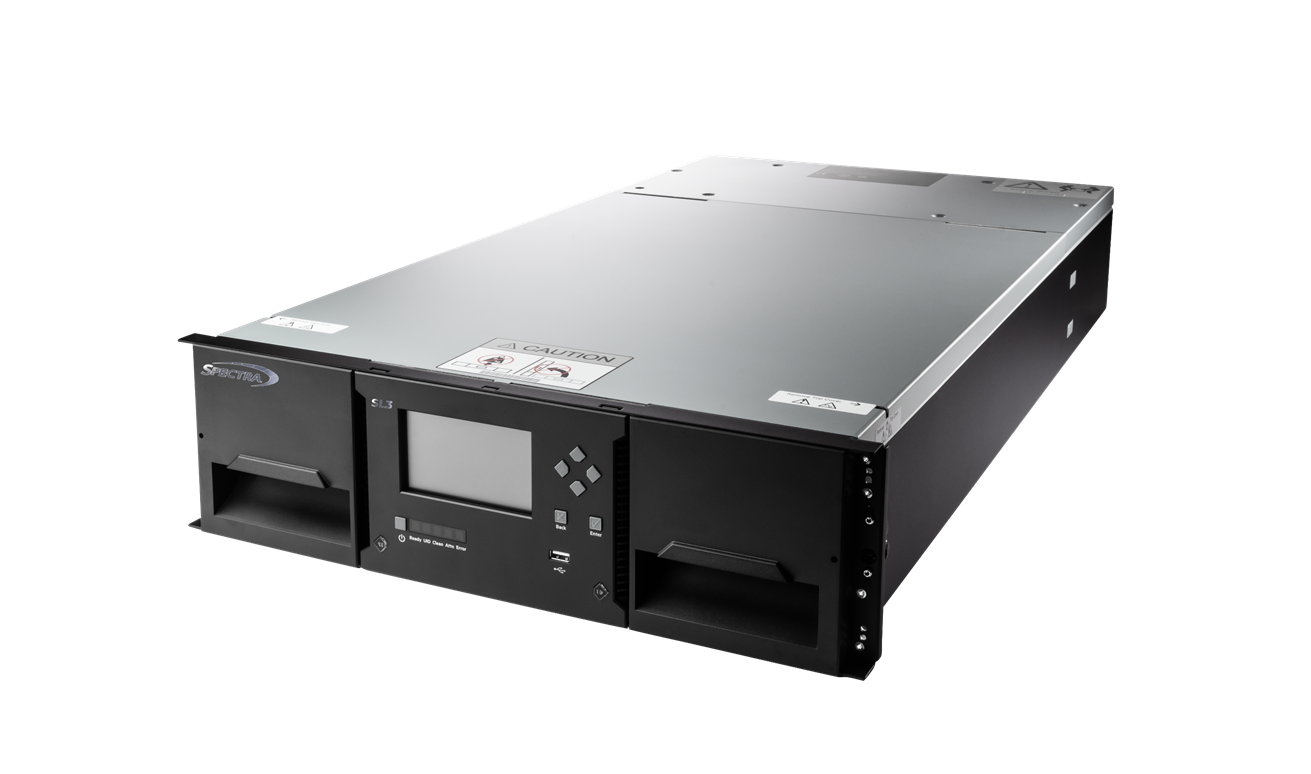 SPECTRA
SL3
CAUTION
Back
Enter
Ready UID Clean Attn Error